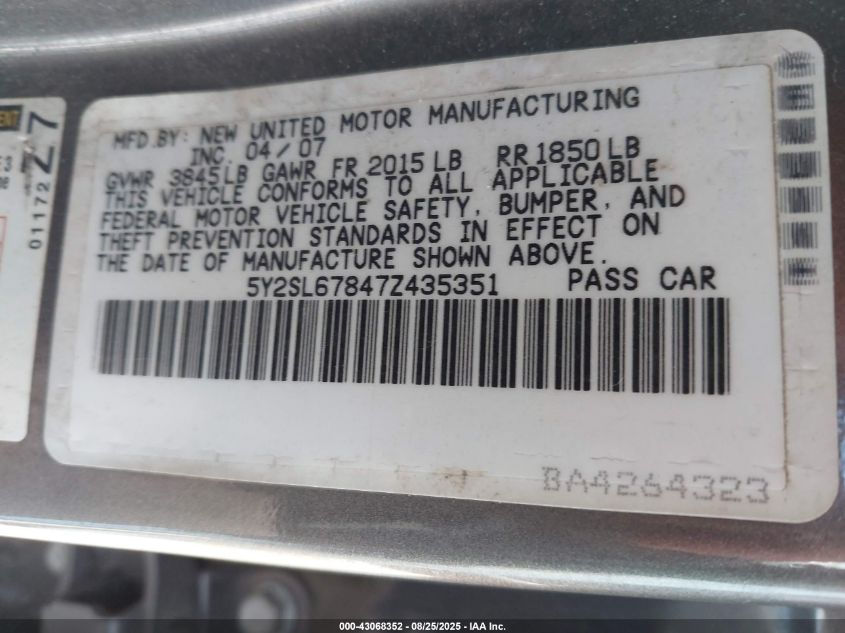 MFD.BY: NEW UNITED MOTOR MANUFACTURING
INC. 04/07
GVWR 3845LB GAWR FR 2015LB RR 1850LB
THIS VEHICLE CONFORMS TO ALL APPLICABLE
FEDERAL MOTOR VEHICLE SAFETY, BUMPER, AND
THEFT PREVENTION STANDARDS IN EFFECT ON
THE DATE OF MANUFACTURE SHOWN ABOVE.
5Y2SL67847Z435351 PASS CAR
BA4264323
01172 Z7
000-43068352 - 08/25/2025 - IAA Inc.